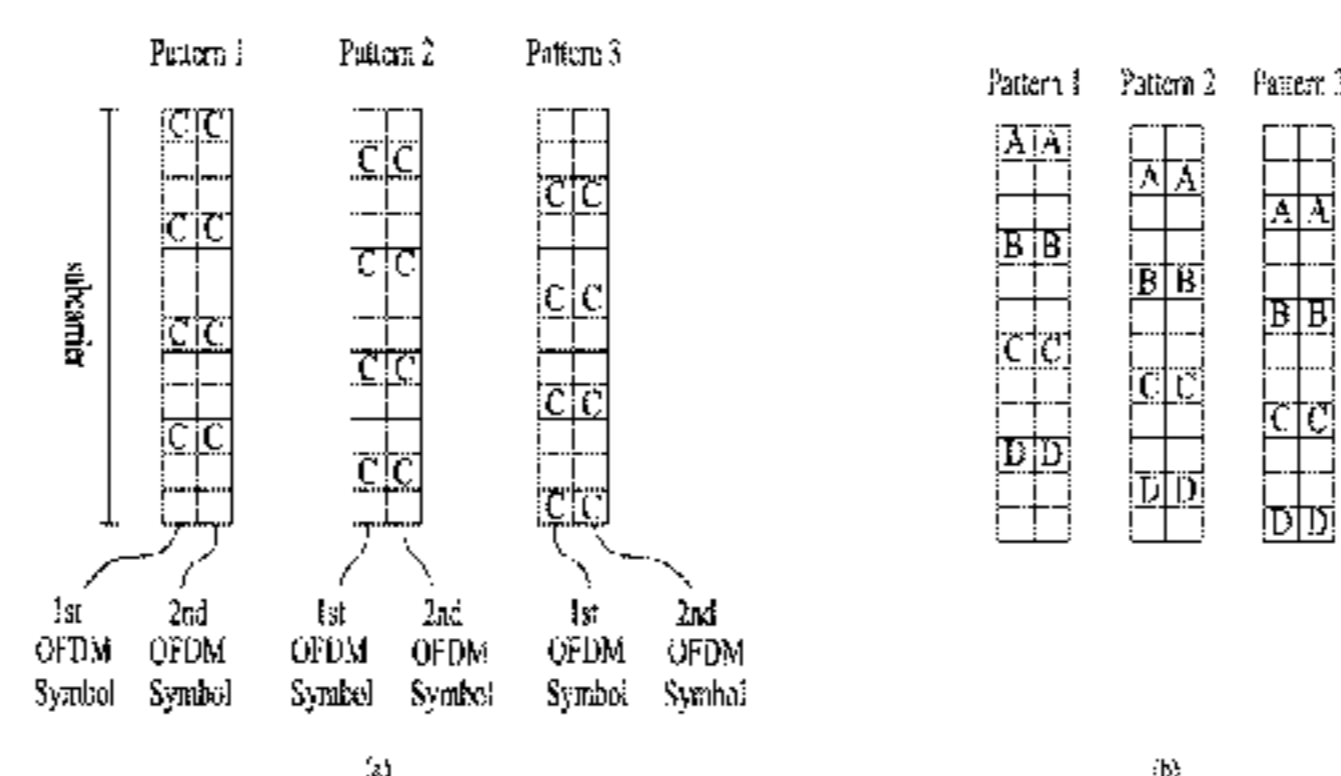 Pattern 1 Pattern 2 Pattern 3
C C
C C
C C
C C
C C
C C
C C
C C
C C
C C
C C
C C
subcarrier
1st 2nd 1st 2nd 1st 2nd
OFDM OFDM OFDM OFDM OFDM OFDM
Symbol Symbol Symbol Symbol Symbol Symbol
(a)
Pattern 1 Pattern 2 Pattern 3
A A
A A
A A
B B
B B
B B
C C
C C
C C
D D
D D
D D
(b)